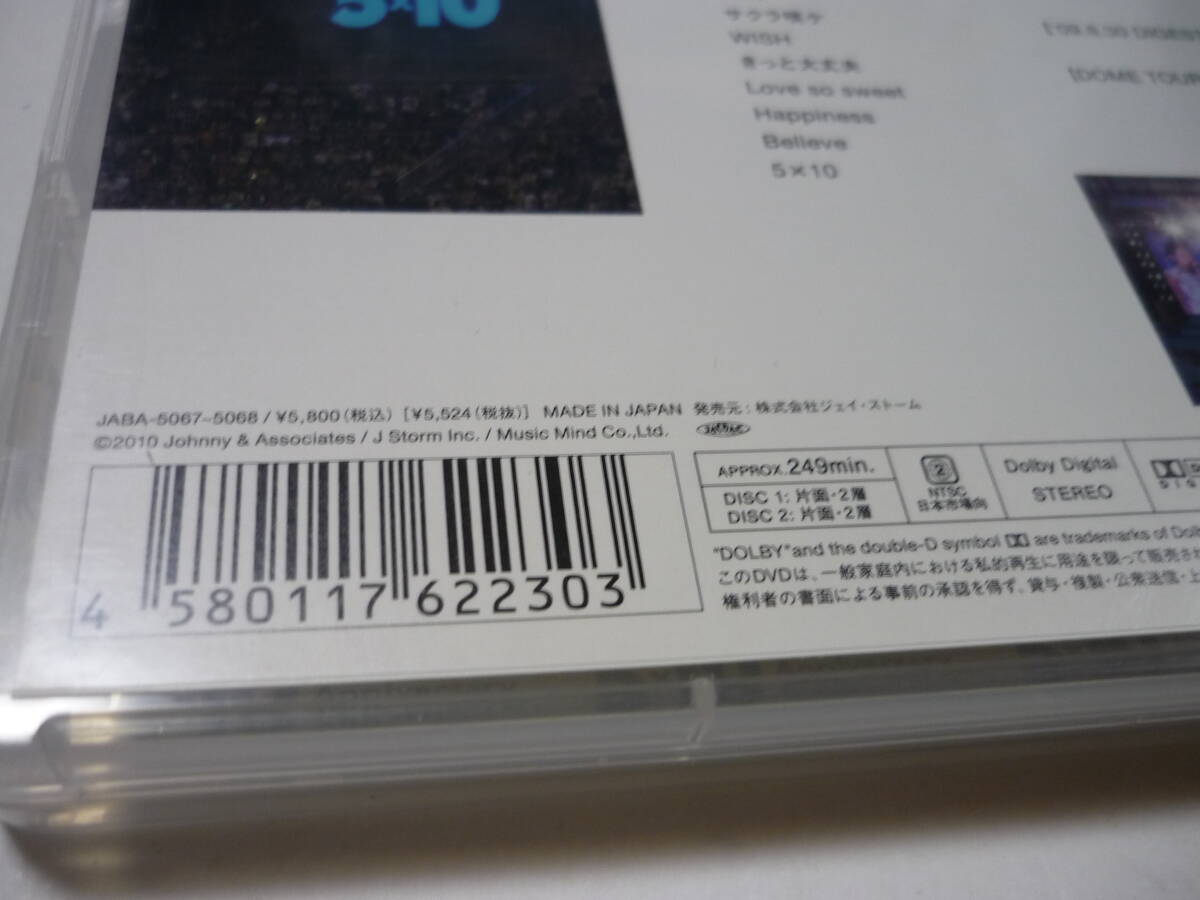 5×10
サクラ咲ケ
WISH
きっと大丈夫
Love so sweet
Happiness
Believe
5×10
DIGEST
[DOME TOUR
JABA-5067~5068 / ¥5,800(税込) [¥5,524(税抜)] MADE IN JAPAN 発売元:株式会社ジェイ・ストーム
©2010 Johnny & Associates / J Storm Inc. / Music Mind Co.,Ltd.
4 580117 622303
APPROX.249min.
DISC 1:片面・2層
DISC 2:片面・2層
2
NTSC
日本市場向
Dolby Digital
STEREO
"DOLBY"and the double-D symbol are trademarks of
このDVDは、一般家庭内における私的再生に用途を限って販売され
権利者の書面による事前の承認を得ず、貸与・複製・公衆送信・上